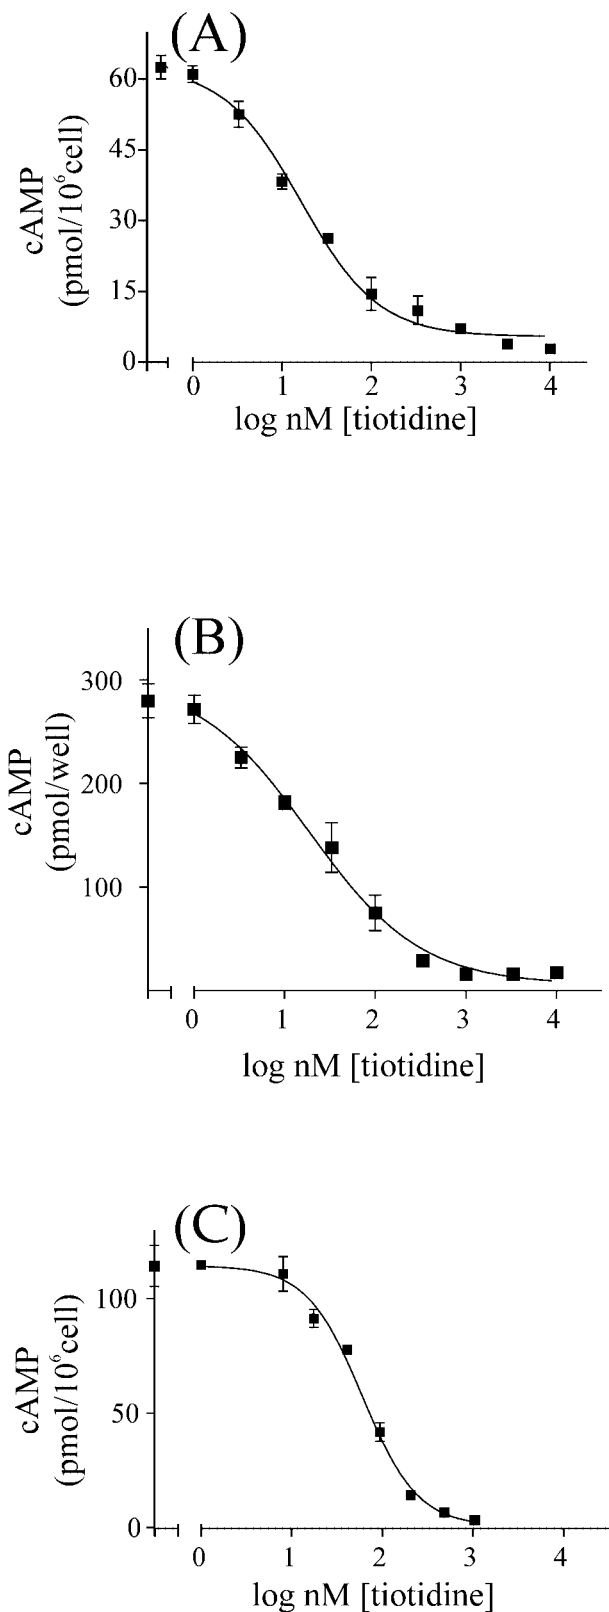 (A)
60
45
30
15
0
cAMP
(pmol/10⁶cell)
0 1 2 3 4
log nM [tiotidine]
(B)
300
200
100
cAMP
(pmol/well)
0 1 2 3 4
log nM [tiotidine]
(C)
100
50
0
cAMP
(pmol/10⁶cell)
0 1 2 3 4
log nM [tiotidine]